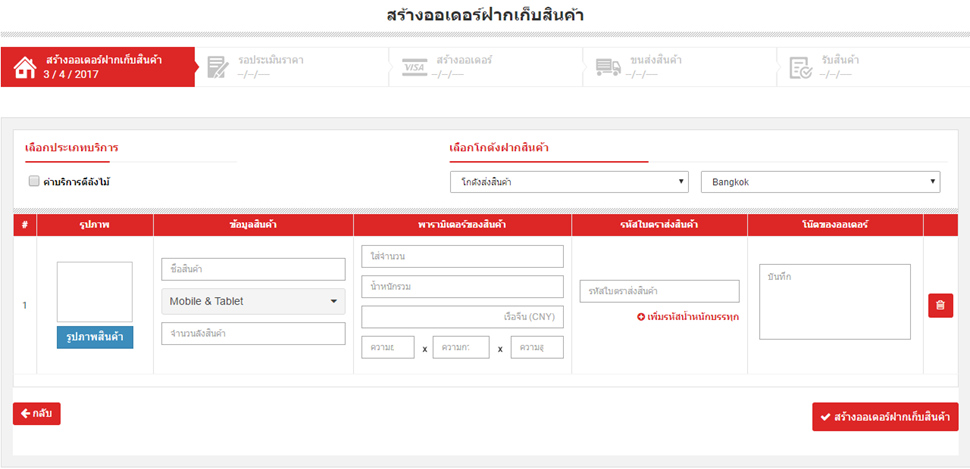 สร้างออเดอร์ฝากเก็บสินค้า
สร้างออเดอร์ฝากเก็บสินค้า
3 / 4 / 2017
รอประเมินราคา
--/--/----
VISA
สร้างออเดอร์
--/--/----
ขนส่งสินค้า
--/--/----
รับสินค้า
--/--/----
เลือกประเภทบริการ
เลือกโกดังฝากสินค้า
ค่าบริการตีลังไม้
โกดังส่งสินค้า
Bangkok
# รูปภาพ ข้อมูลสินค้า พารามิเตอร์ของสินค้า รหัสใบตราส่งสินค้า โน๊ตของออเดอร์
1
รูปภาพสินค้า
ชื่อสินค้า
Mobile & Tablet
จำนวนลังสินค้า
ใส่จำนวน
น้ำหนักรวม
เรือจีน (CNY)
ความย x ความก: x ความสุ
รหัสใบตราส่งสินค้า
เพิ่มรหัสน้ำหนักบรรทุก
บันทึก
กลับ
สร้างออเดอร์ฝากเก็บสินค้า